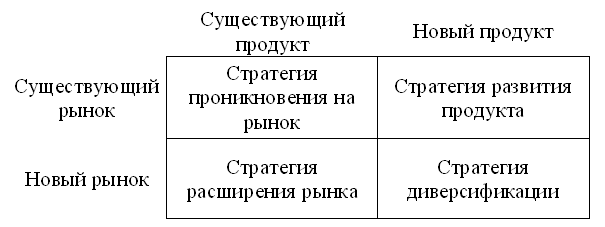 Существующий
продукт
Новый продукт
Существующий
рынок
Стратегия
проникновения на
рынок
Стратегия развития
продукта
Новый рынок
Стратегия
расширения рынка
Стратегия
диверсификации